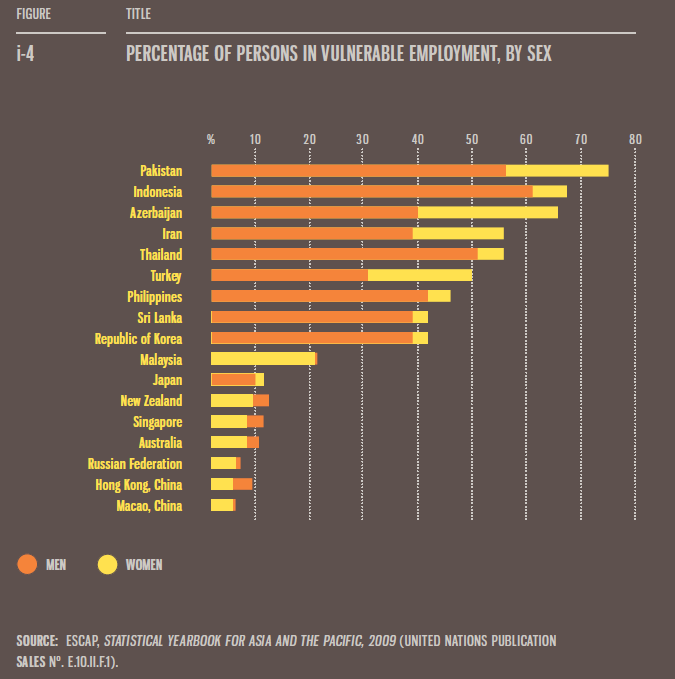 FIGURE
TITLE
i-4
PERCENTAGE OF PERSONS IN VULNERABLE EMPLOYMENT, BY SEX
% 10 20 30 40 50 60 70 80
Pakistan
Indonesia
Azerbaijan
Iran
Thailand
Turkey
Philippines
Sri Lanka
Republic of Korea
Malaysia
Japan
New Zealand
Singapore
Australia
Russian Federation
Hong Kong, China
Macao, China
MEN WOMEN
SOURCE: ESCAP, STATISTICAL YEARBOOK FOR ASIA AND THE PACIFIC, 2009 (UNITED NATIONS PUBLICATION
SALES Nº. E.10.II.F.1).